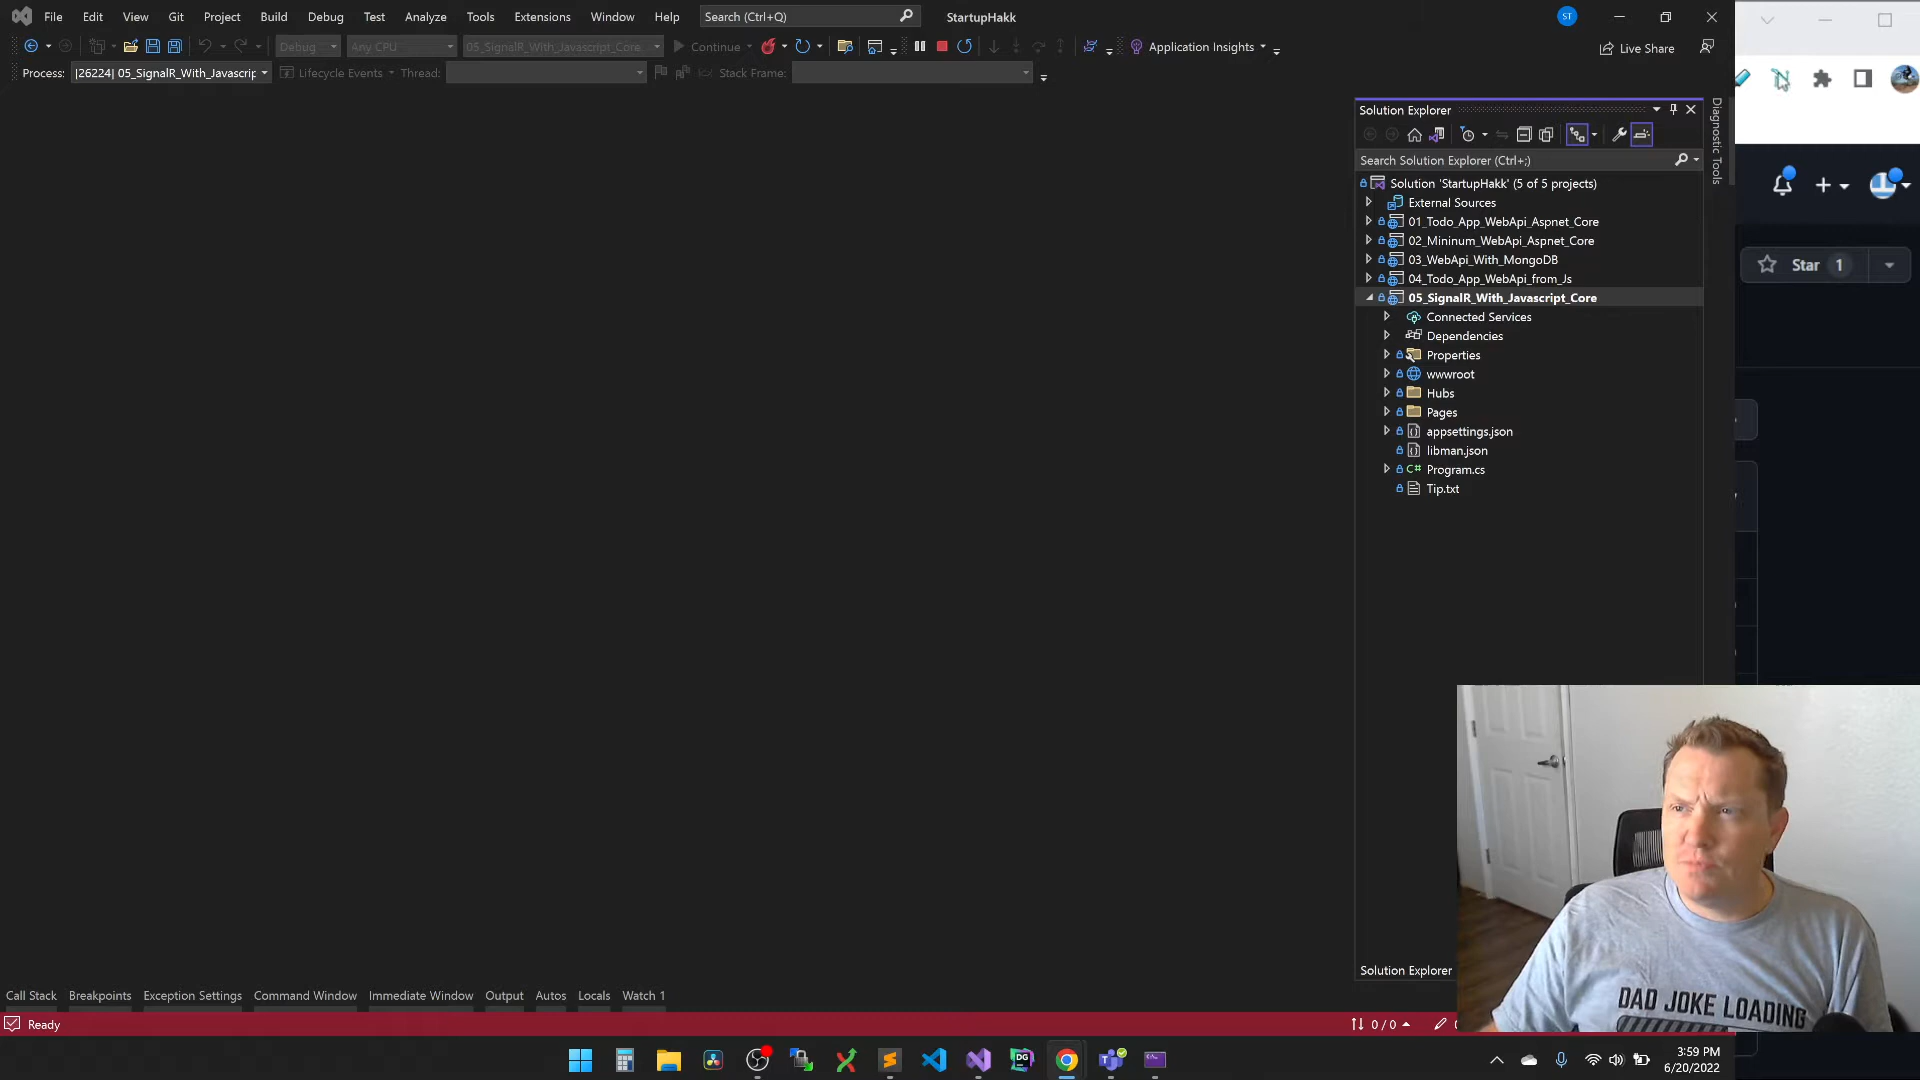 File Edit View Git Project Build Debug Test Analyze Tools Extensions Window Help Search (Ctrl+Q) StartupHakk ST
Debug Any CPU 05_SignalR_With_Javascript_Core Continue Application Insights Live Share
Process: [26224] 05_SignalR_With_Javascrip Lifecycle Events Thread: Stack Frame:
Solution Explorer
Search Solution Explorer (Ctrl+;)
Solution 'StartupHakk' (5 of 5 projects)
External Sources
01_Todo_App_WebApi_Aspnet_Core
02_Mininum_WebApi_Aspnet_Core
03_WebApi_With_MongoDB
04_Todo_App_WebApi_from_Js
05_SignalR_With_Javascript_Core
Connected Services
Dependencies
Properties
wwwroot
Hubs
Pages
appsettings.json
libman.json
C# Program.cs
Tip.txt
Diagnostic Tools
Star 1
Solution Explorer
DAD JOKE LOADING
Call Stack Breakpoints Exception Settings Command Window Immediate Window Output Autos Locals Watch 1
Ready 0 / 0
DG
3:59 PM
6/20/2022